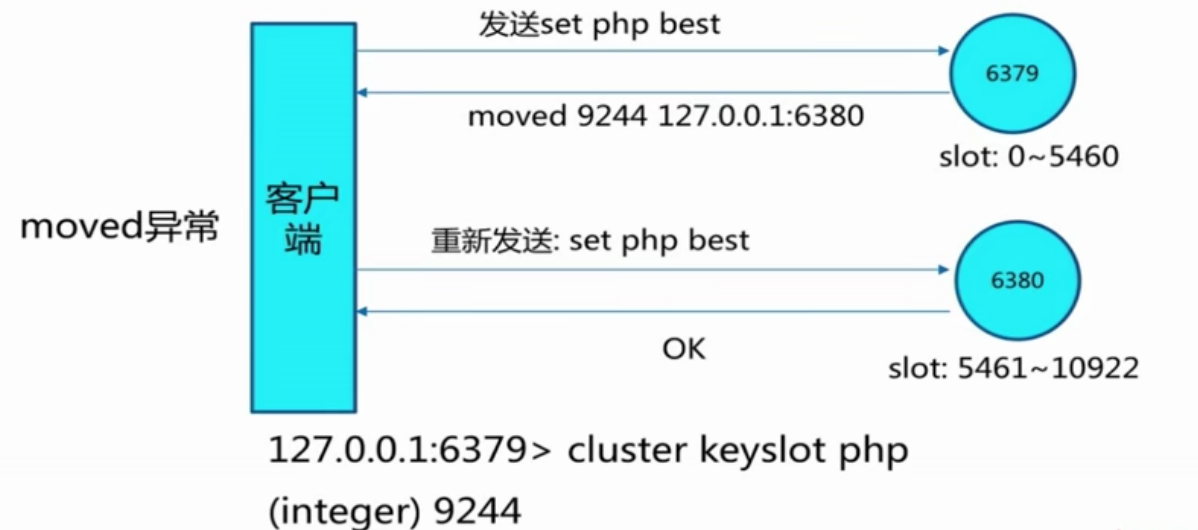 发送set php best
6379
moved 9244 127.0.0.1:6380
slot: 0~5460
moved异常
客户
端
重新发送: set php best
6380
OK
slot: 5461~10922
127.0.0.1:6379> cluster keyslot php
(integer) 9244